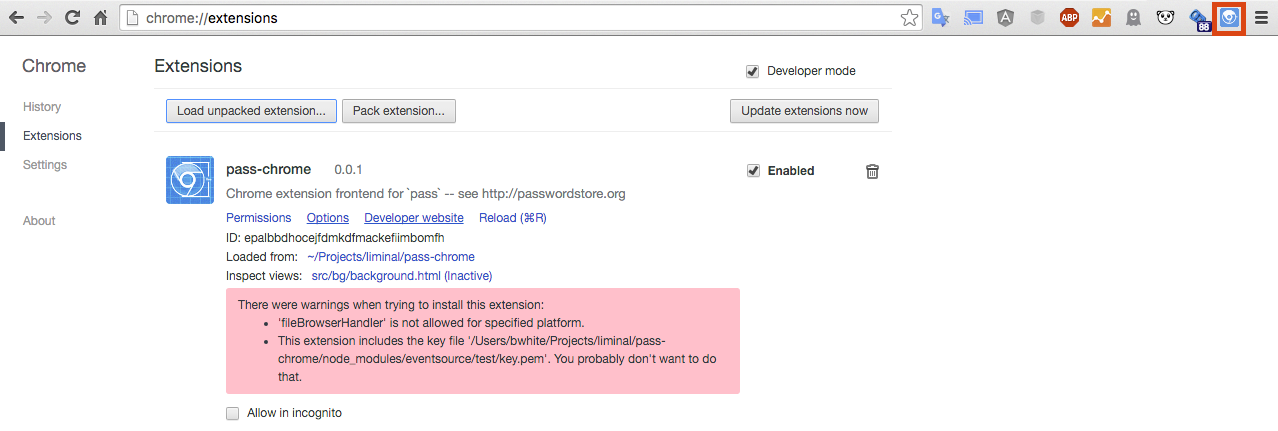 chrome://extensions
ABP
88
Chrome
Extensions
Developer mode
History
Load unpacked extension...
Pack extension...
Update extensions now
Extensions
Settings
pass-chrome 0.0.1
Enabled
Chrome extension frontend for `pass` -- see http://passwordstore.org
About
Permissions Options Developer website Reload (⌘R)
ID: epalbbdhocejfdmkdfmackefiimbomfh
Loaded from: ~/Projects/liminal/pass-chrome
Inspect views: src/bg/background.html (Inactive)
There were warnings when trying to install this extension:
• 'fileBrowserHandler' is not allowed for specified platform.
• This extension includes the key file '/Users/bwhite/Projects/liminal/pass-
chrome/node_modules/eventsource/test/key.pem'. You probably don't want to do
that.
Allow in incognito